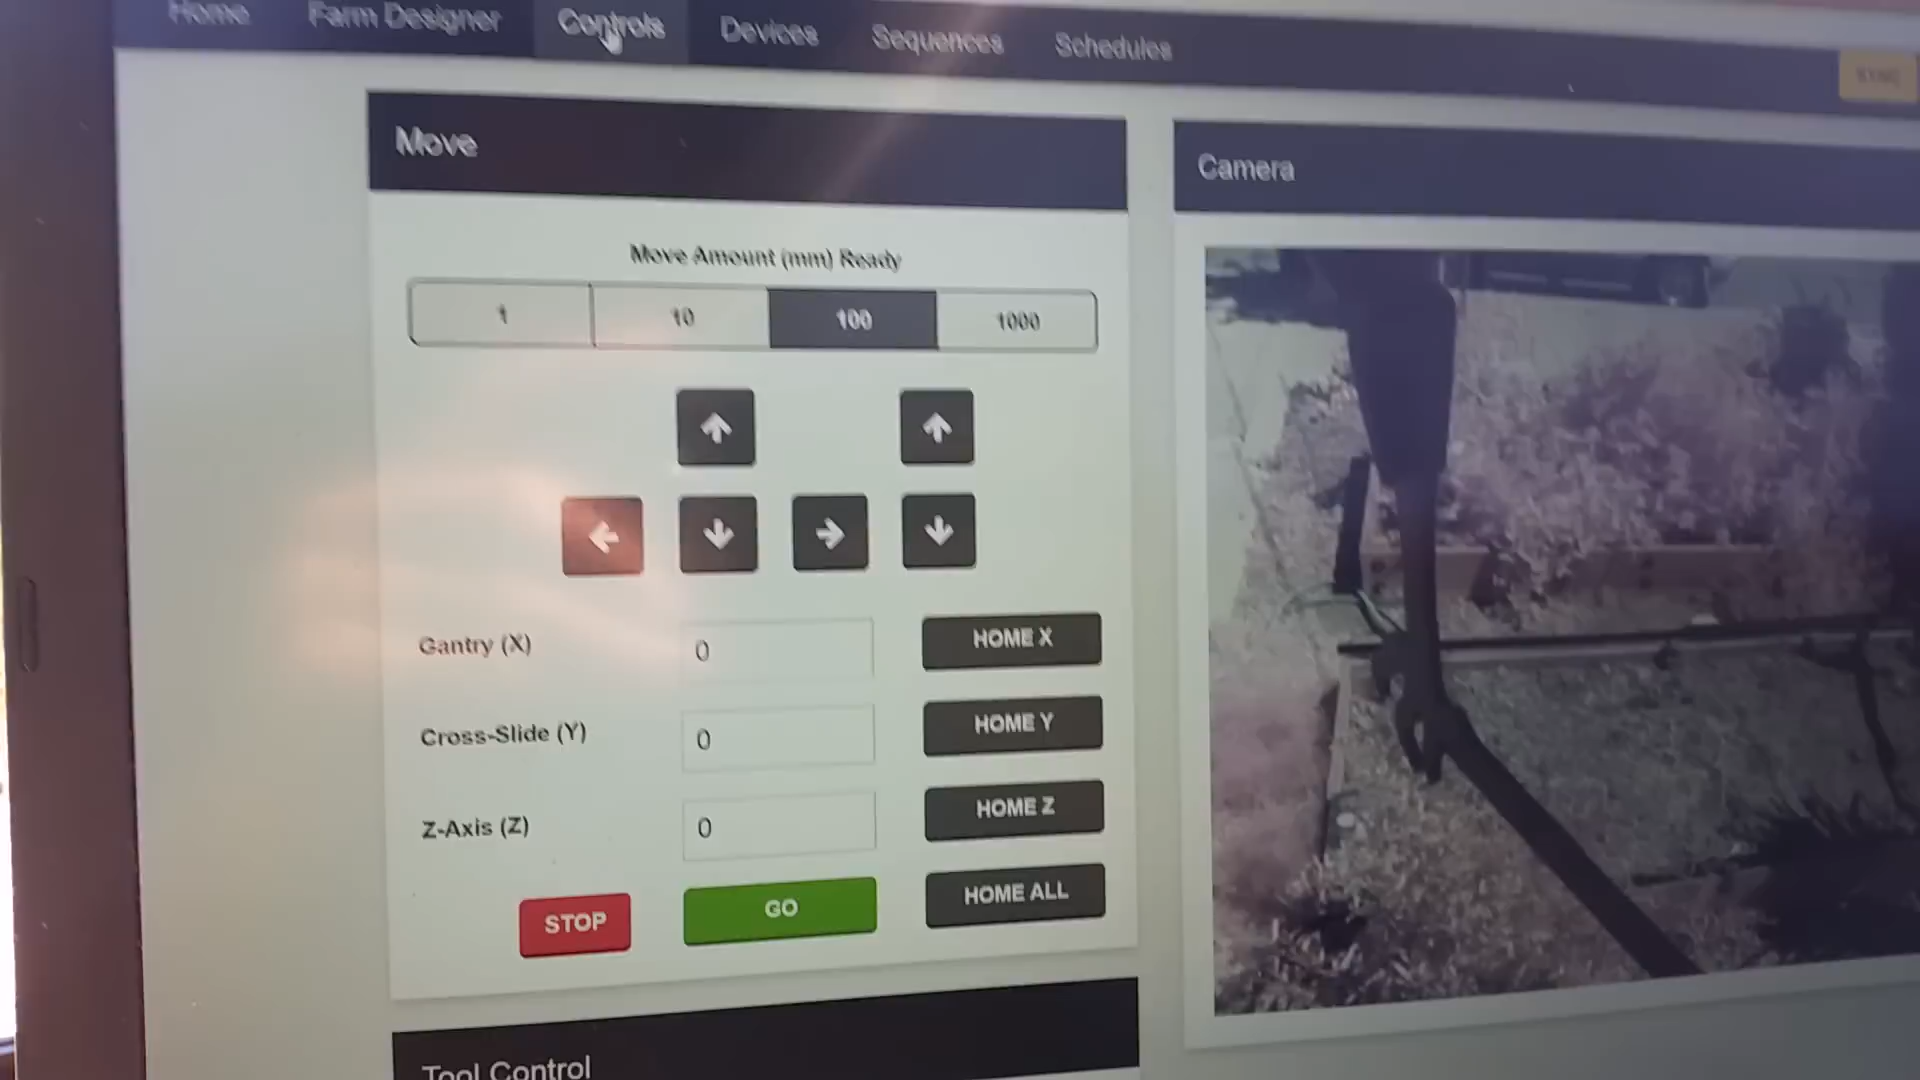 Home Farm Designer Controls Devices Sequences Schedules
SYNC
Move
Camera
Move Amount (mm) Ready
1 10 100 1000
Gantry (X) 0 HOME X
Cross-Slide (Y) 0 HOME Y
Z-Axis (Z) 0 HOME Z
STOP GO HOME ALL
Tool Control